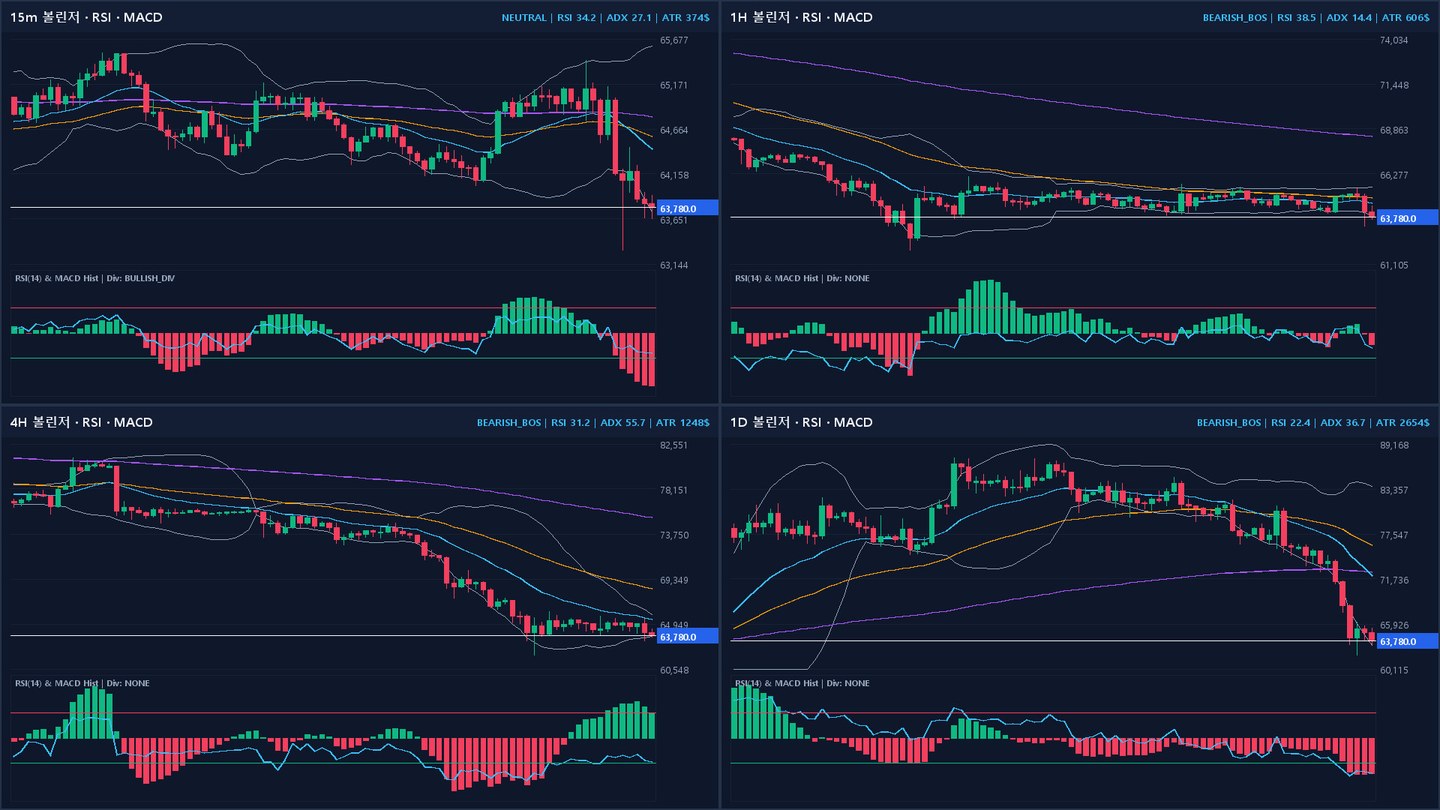 15m 볼린저 · RSI · MACD
NEUTRAL | RSI 34.2 | ADX 27.1 | ATR 374$
65,677
65,171
64,664
64,158
63,780.0
63,651
63,144
RSI(14) & MACD Hist | Div: BULLISH_DIV
1H 볼린저 · RSI · MACD
BEARISH_BOS | RSI 38.5 | ADX 14.4 | ATR 606$
74,034
71,448
68,863
66,277
63,780.0
61,105
RSI(14) & MACD Hist | Div: NONE
4H 볼린저 · RSI · MACD
BEARISH_BOS | RSI 31.2 | ADX 55.7 | ATR 1248$
82,551
78,151
73,750
69,349
64,949
63,780.0
60,548
RSI(14) & MACD Hist | Div: NONE
1D 볼린저 · RSI · MACD
BEARISH_BOS | RSI 22.4 | ADX 36.7 | ATR 2654$
89,168
83,357
77,547
71,736
65,926
63,780.0
60,115
RSI(14) & MACD Hist | Div: NONE